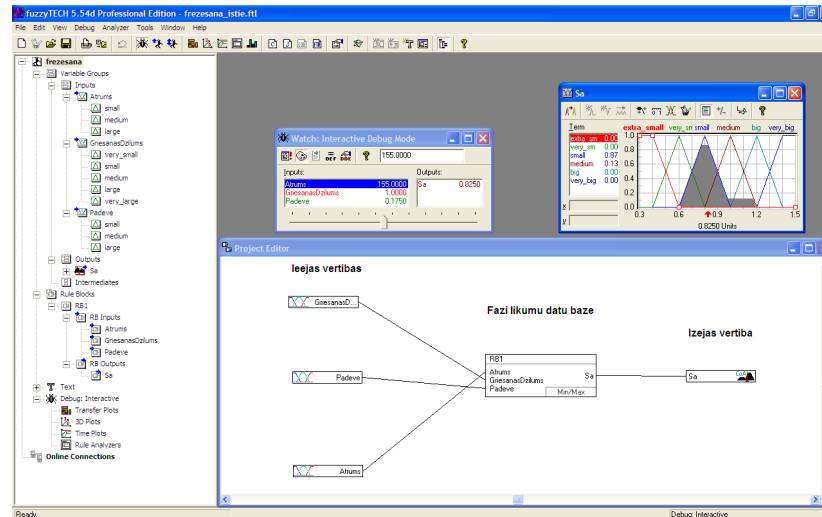 fuzzyTECH 5.54d Professional Edition - frezesana_istie.ftl
File Edit View Debug Analyzer Tools Window Help
frezesana
Variable Groups
Inputs
Atrums
small
medium
large
GriesanasDzilums
very_small
small
medium
large
very_large
Padeve
small
medium
large
Outputs
Sa
Intermediates
Rule Blocks
RB1
RB Inputs
Atrums
GriesanasDzilums
Padeve
RB Outputs
Sa
Text
Debug: Interactive
Transfer Plots
3D Plots
Time Plots
Rule Analyzers
Online Connections
Watch: Interactive Debug Mode
155.0000
Inputs: Outputs:
Atrums 155.0000 Sa 0.8250
GriesanasDzilums 1.0000
Padeve 0.1750
Sa
Term extra_small very_sm small medium big very_big
extra_sm 0.00
very_sm 0.00
small 0.87
medium 0.13
big 0.00
very_big 0.00
x
y
1.0
0.8
0.6
0.4
0.2
0.0
0.3 0.6 0.9 1.2 1.5
0.8250 Units
Project Editor
Ieejas vertibas
GriesanasD...
Padeve
Atrums
Fazi likumu datu baze
RB1
Atrums
GriesanasDzilums
Padeve
Sa
Min/Max
Izejas vertiba
Sa
CoM
Ready.
Debug: Interactive